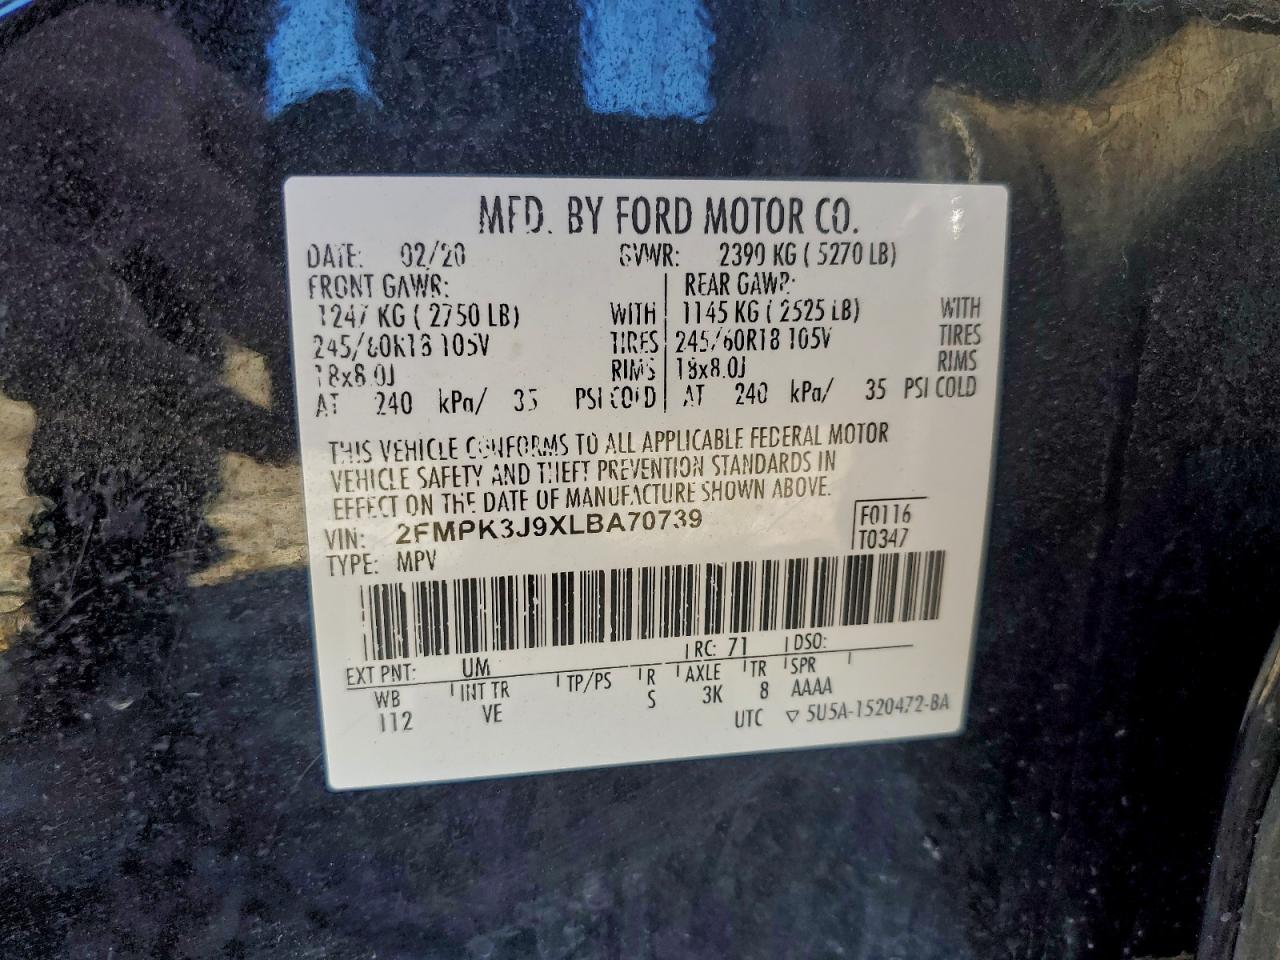 MFD. BY FORD MOTOR CO.
DATE: 02/20 GVWR: 2390 KG ( 5270 LB)
FRONT GAWR: REAR GAWR:
1247 KG ( 2750 LB) WITH 1145 KG ( 2525 LB) WITH
245/60R18 105V TIRES 245/60R18 105V TIRES
18x8.0J RIMS 18x8.0J RIMS
AT 240 kPa/ 35 PSI COLD AT 240 kPa/ 35 PSI COLD
THIS VEHICLE CONFORMS TO ALL APPLICABLE FEDERAL MOTOR
VEHICLE SAFETY AND THEFT PREVENTION STANDARDS IN
EFFECT ON THE DATE OF MANUFACTURE SHOWN ABOVE.
VIN: 2FMPK3J9XLBA70739 F0116
TYPE: MPV T0347
EXT PNT: UM RC: 71 DSO:
WB INT TR TP/PS R AXLE TR SPR
112 VE S 3K 8 AAAA
UTC ▽ 5U5A-1520472-BA